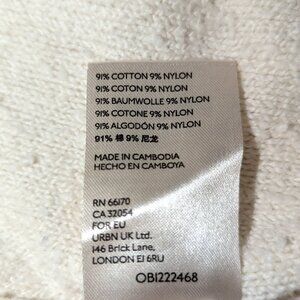 91% COTTON 9% NYLON
91% COTON 9% NYLON
91% BAUMWOLLE 9% NYLON
91% COTONE 9% NYLON
91% ALGODÓN 9% NYLON
91% 棉 9% 尼龙
MADE IN CAMBODIA
HECHO EN CAMBOYA
RN 66170
CA 32054
FOR EU
URBN UK Ltd.
146 Brick Lane,
LONDON E1 6RU
OB1222468